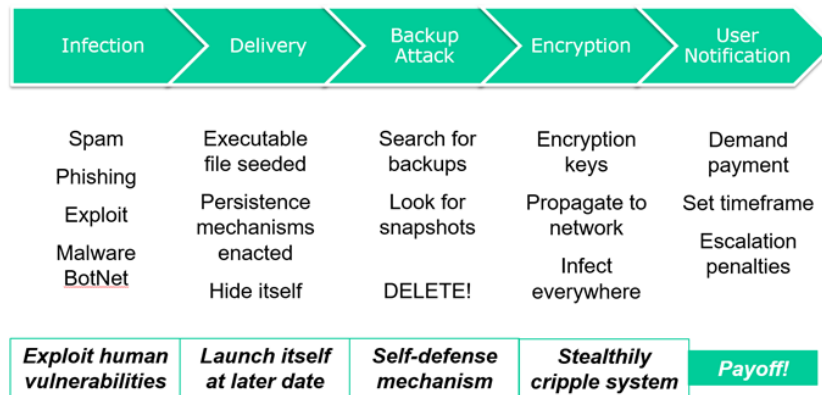 Infection
Delivery
Backup
Attack
Encryption
User
Notification
Spam
Phishing
Exploit
Malware
BotNet
Executable
file seeded
Persistence
mechanisms
enacted
Hide itself
Search for
backups
Look for
snapshots
DELETE!
Encryption
keys
Propagate to
network
Infect
everywhere
Demand
payment
Set timeframe
Escalation
penalties
Exploit human
vulnerabilities
Launch itself
at later date
Self-defense
mechanism
Stealthily
cripple system
Payoff!